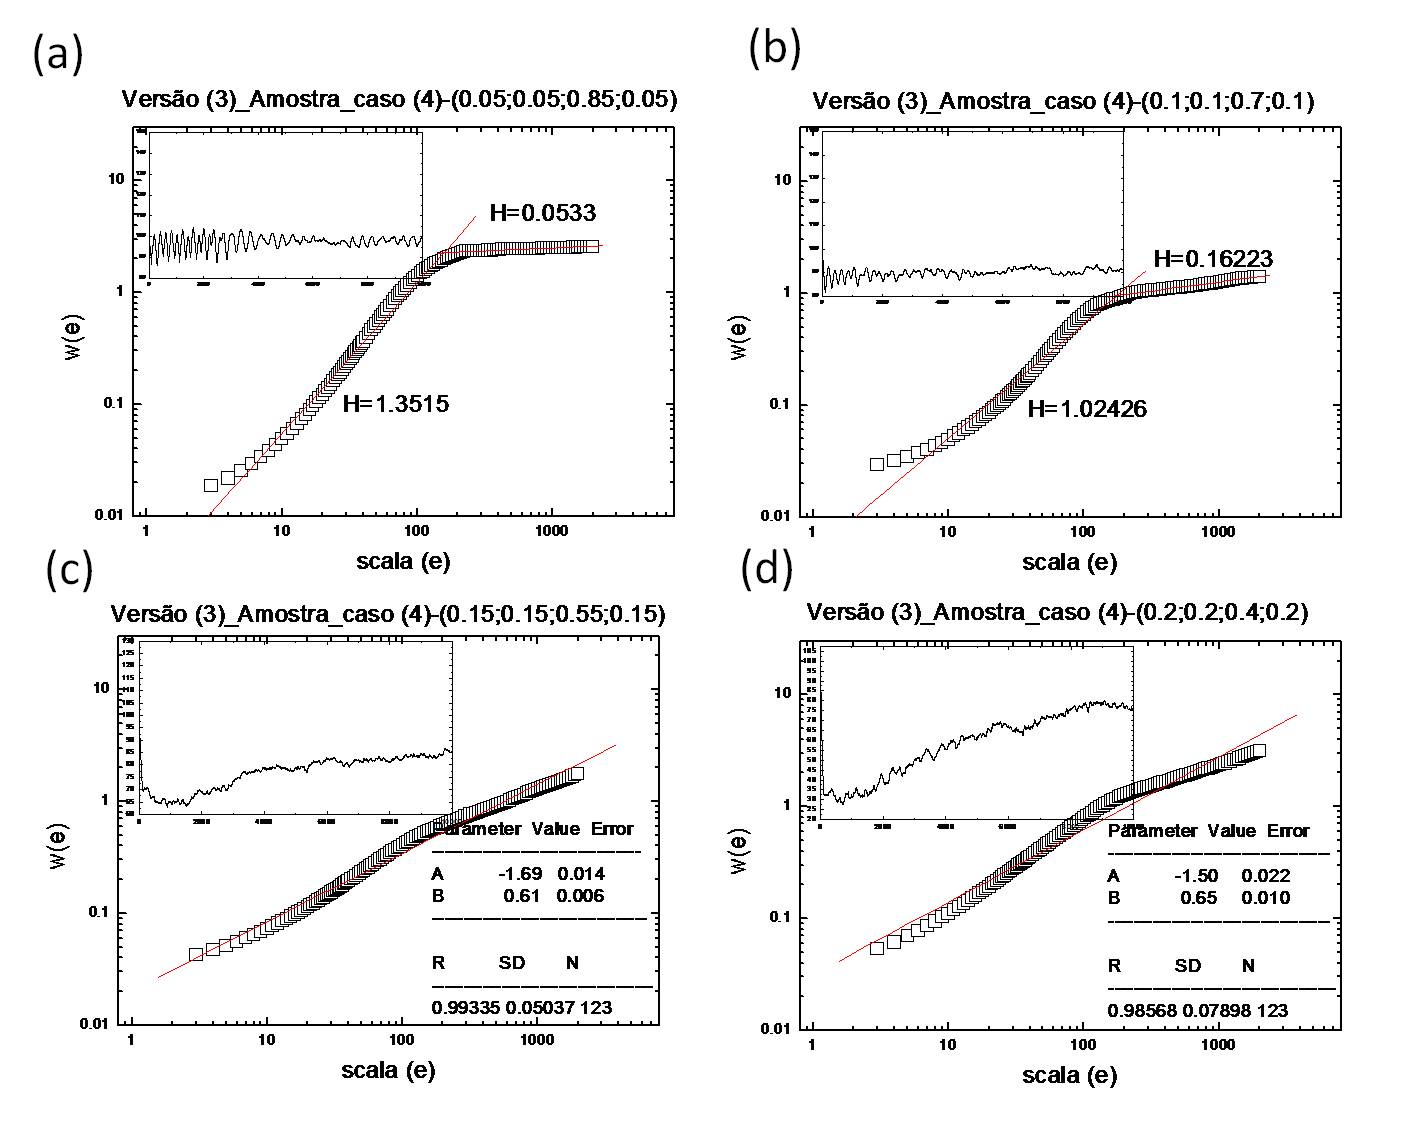 (a)
Versão (3)_Amostra_caso (4)-(0.05;0.05;0.85;0.05)
10
1
0.1
0.01
w(e)
H=0.0533
H=1.3515
1 10 100 1000
scala (e)
(b)
Versão (3)_Amostra_caso (4)-(0.1;0.1;0.7;0.1)
10
1
0.1
0.01
w(e)
H=0.16223
H=1.02426
1 10 100 1000
scala (e)
(c)
Versão (3)_Amostra_caso (4)-(0.15;0.15;0.55;0.15)
10
1
0.1
0.01
w(e)
Parameter Value Error
A -1.69 0.014
B 0.61 0.006
R SD N
0.99335 0.05037 123
1 10 100 1000
scala (e)
(d)
Versão (3)_Amostra_caso (4)-(0.2;0.2;0.4;0.2)
10
1
0.1
0.01
w(e)
Parameter Value Error
A -1.50 0.022
B 0.65 0.010
R SD N
0.98568 0.07898 123
1 10 100 1000
scala (e)